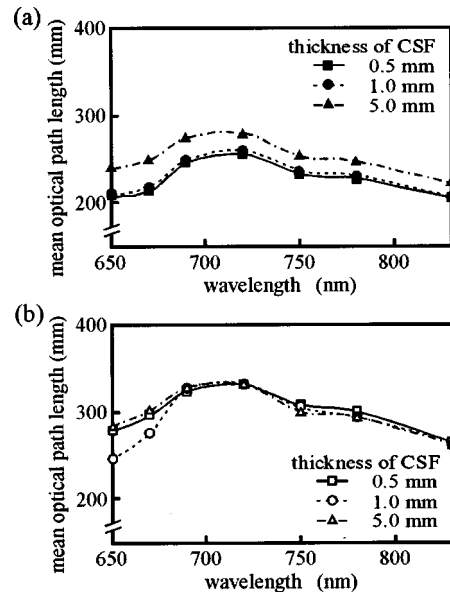 (a)
mean optical path length (mm)
400
300
200
thickness of CSF
0.5 mm
1.0 mm
5.0 mm
650 700 750 800
wavelength (nm)
(b)
mean optical path length (mm)
400
300
200
thickness of CSF
0.5 mm
1.0 mm
5.0 mm
650 700 750 800
wavelength (nm)